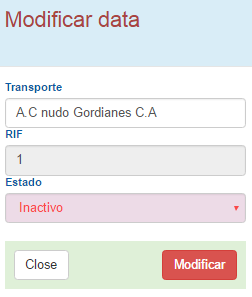 Modificar data
Transporte
A.C nudo Gordianes C.A
RIF
1
Estado
Inactivo
Close
Modificar